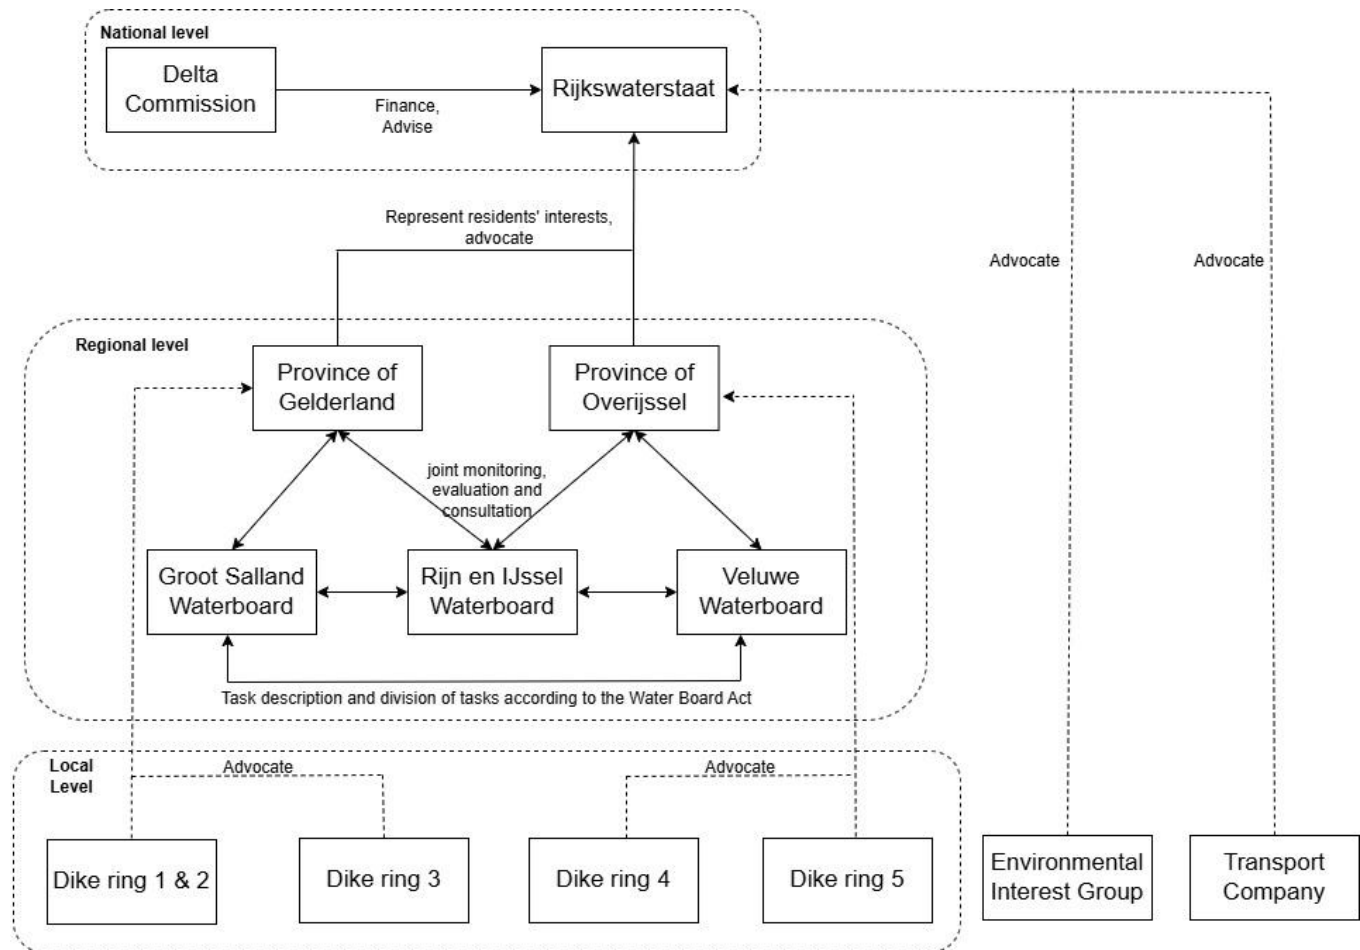 National level
Delta
Commission
Finance,
Advise
Rijkswaterstaat
Represent residents' interests,
advocate
Advocate
Advocate
Regional level
Province of
Gelderland
Province of
Overijssel
joint monitoring,
evaluation and
consultation
Groot Salland
Waterboard
Rijn en IJssel
Waterboard
Veluwe
Waterboard
Task description and division of tasks according to the Water Board Act
Local
Level
Advocate
Advocate
Dike ring 1 & 2
Dike ring 3
Dike ring 4
Dike ring 5
Environmental
Interest Group
Transport
Company